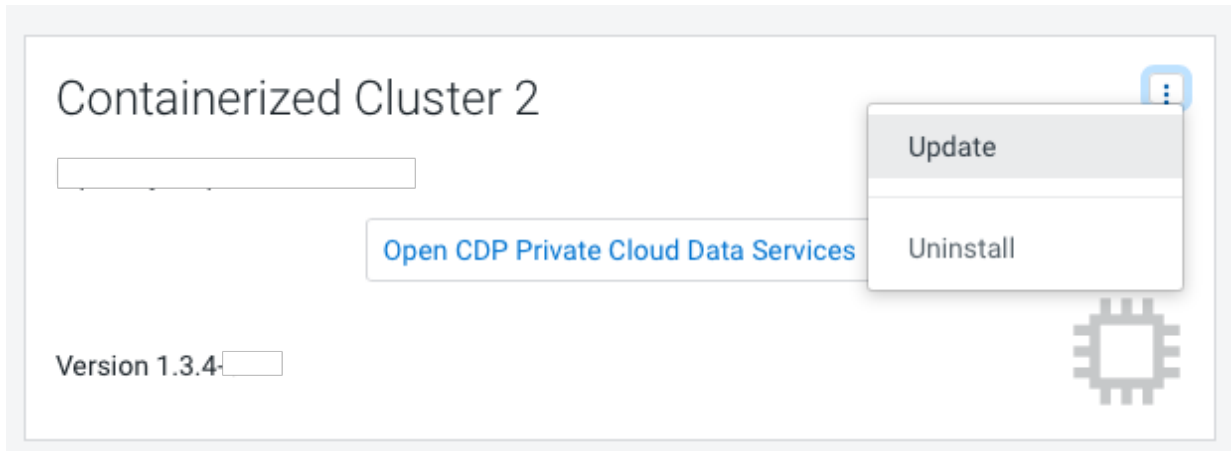 Containerized Cluster 2
Update
Open CDP Private Cloud Data Services
Uninstall
Version 1.3.4-